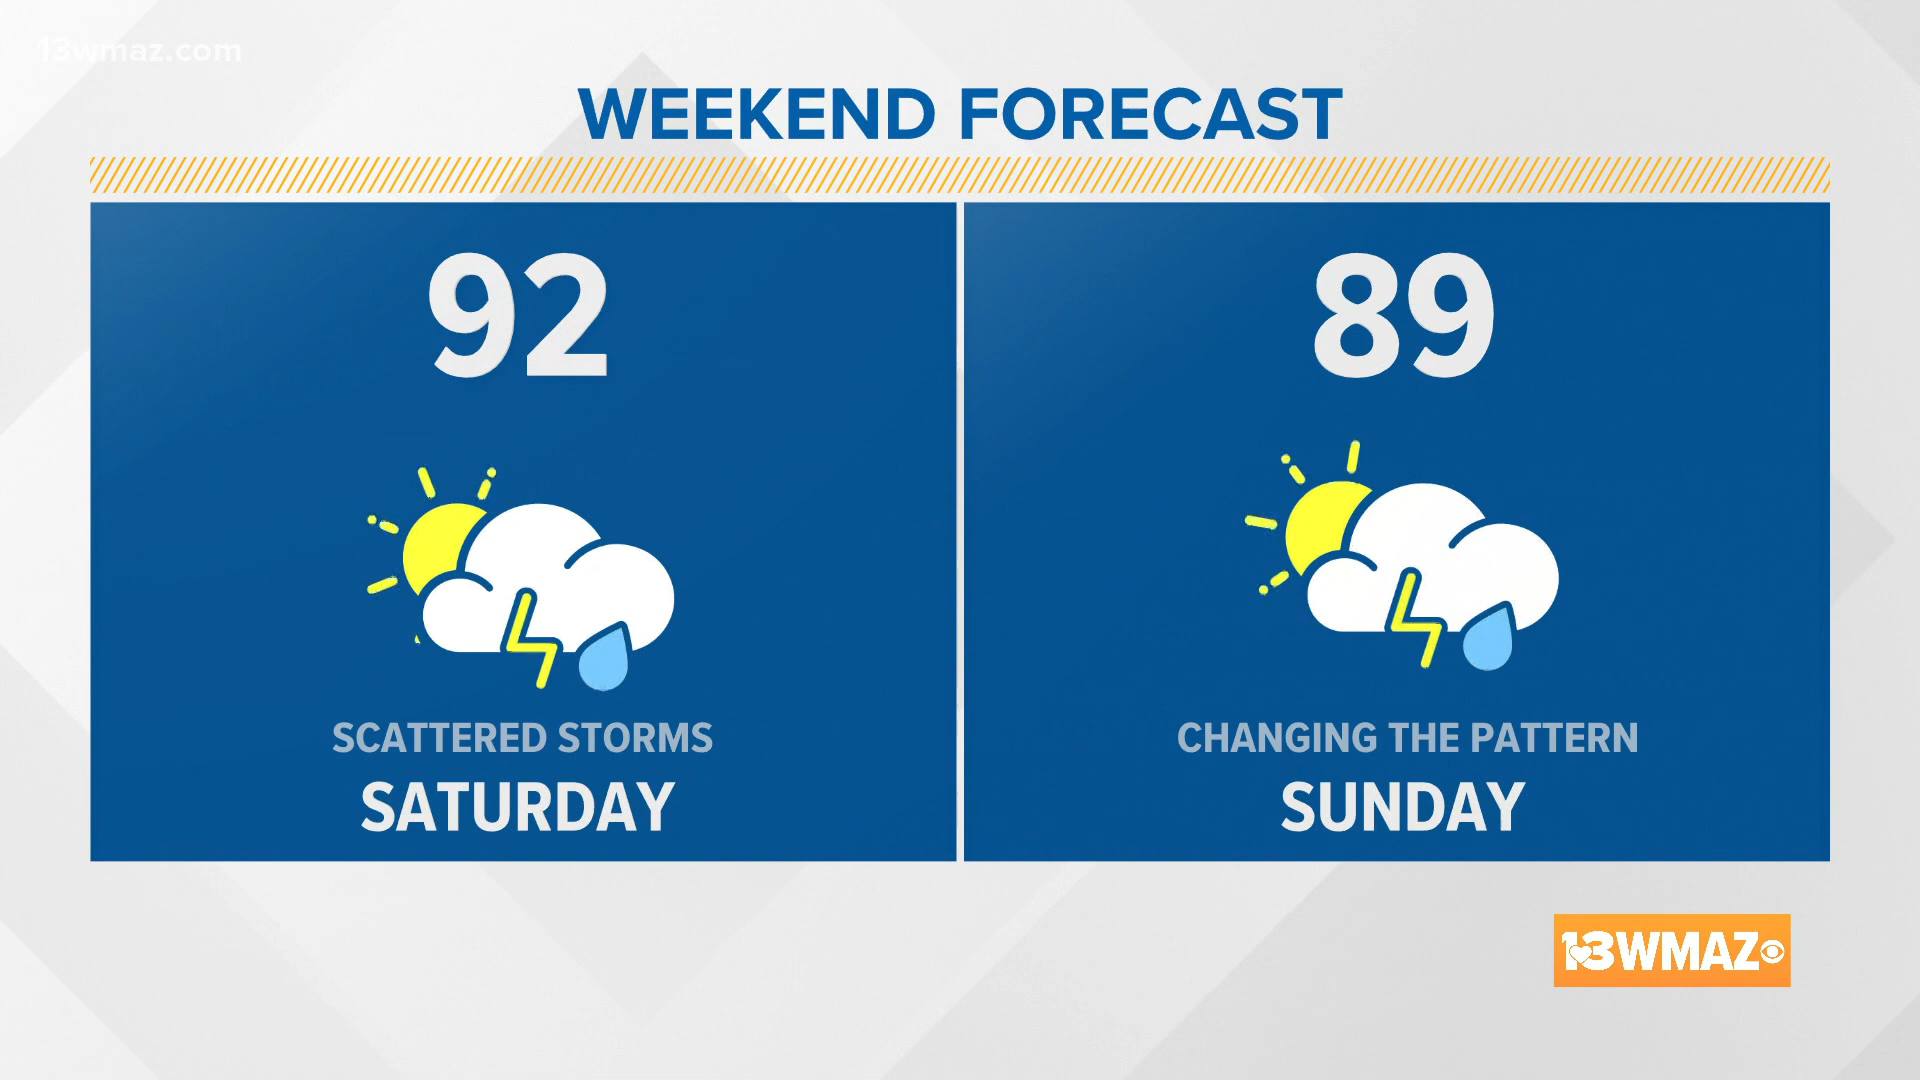 13wmaz.com
WEEKEND FORECAST
92
SCATTERED STORMS
SATURDAY
89
CHANGING THE PATTERN
SUNDAY
13WMAZ